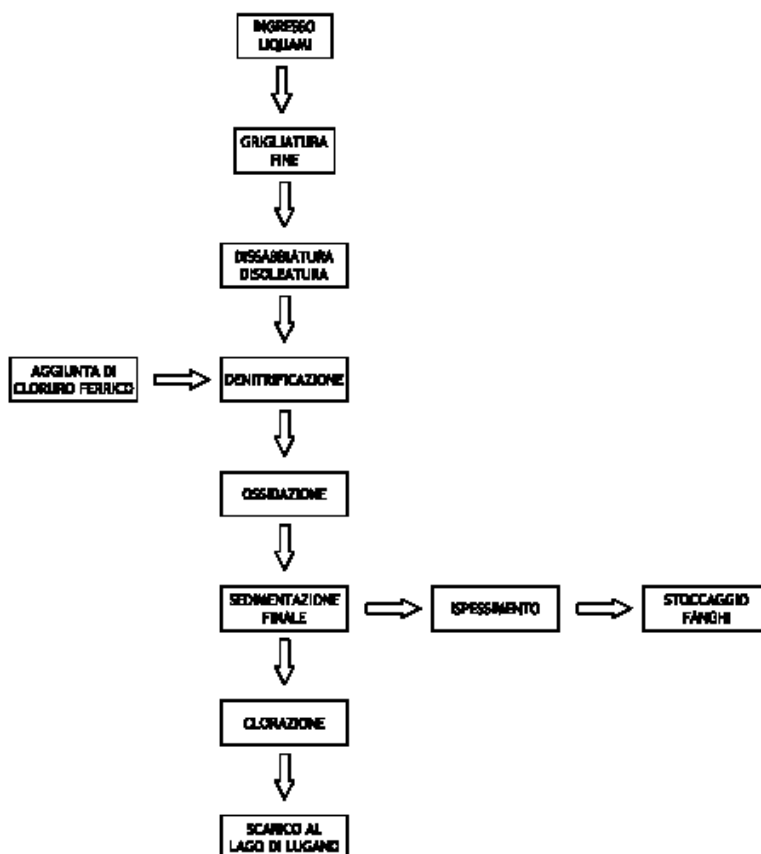 INGRESSO
LIQUAMI
GRIGLIATURA
FINE
DISSABBIATURA
DISOLEATURA
AGGIUNTA DI
CLORURO FERRICO
DENITRIFICAZIONE
OSSIDAZIONE
SEDIMENTAZIONE
FINALE
ISPESSIMENTO
STOCCAGGIO
FANGHI
CLORAZIONE
SCARICO AL
LAGO DI LUGANO